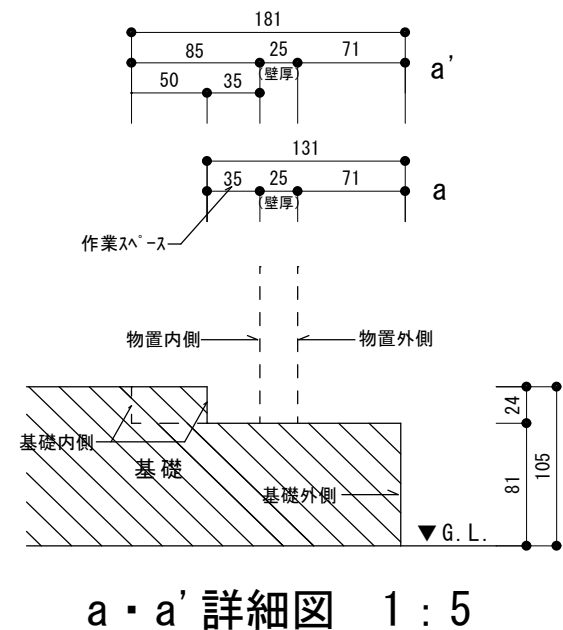 181
85 25 71
(壁厚)
a'
50 35
131
35 25 71
(壁厚)
a
作業ｽﾍﾟｰｽ
物置内側 物置外側
基礎内側
基礎
基礎外側
24
81
105
▼G.L.
a・a'詳細図 1:5